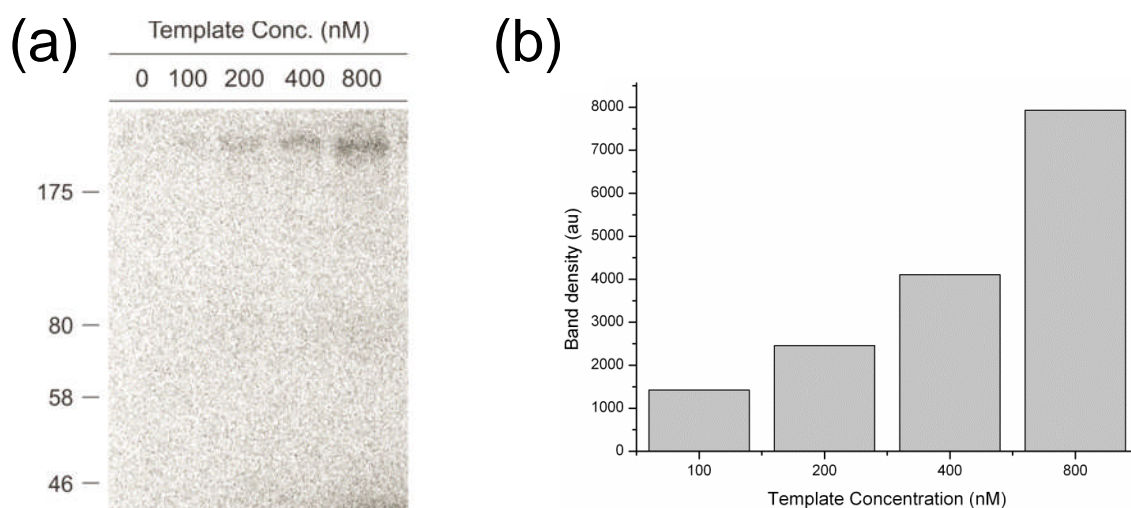 (a)
Template Conc. (nM)
0 100 200 400 800
175
80
58
46
(b)
8000
7000
6000
5000
4000
3000
2000
1000
0
Band density (au)
100 200 400 800
Template Concentration (nM)